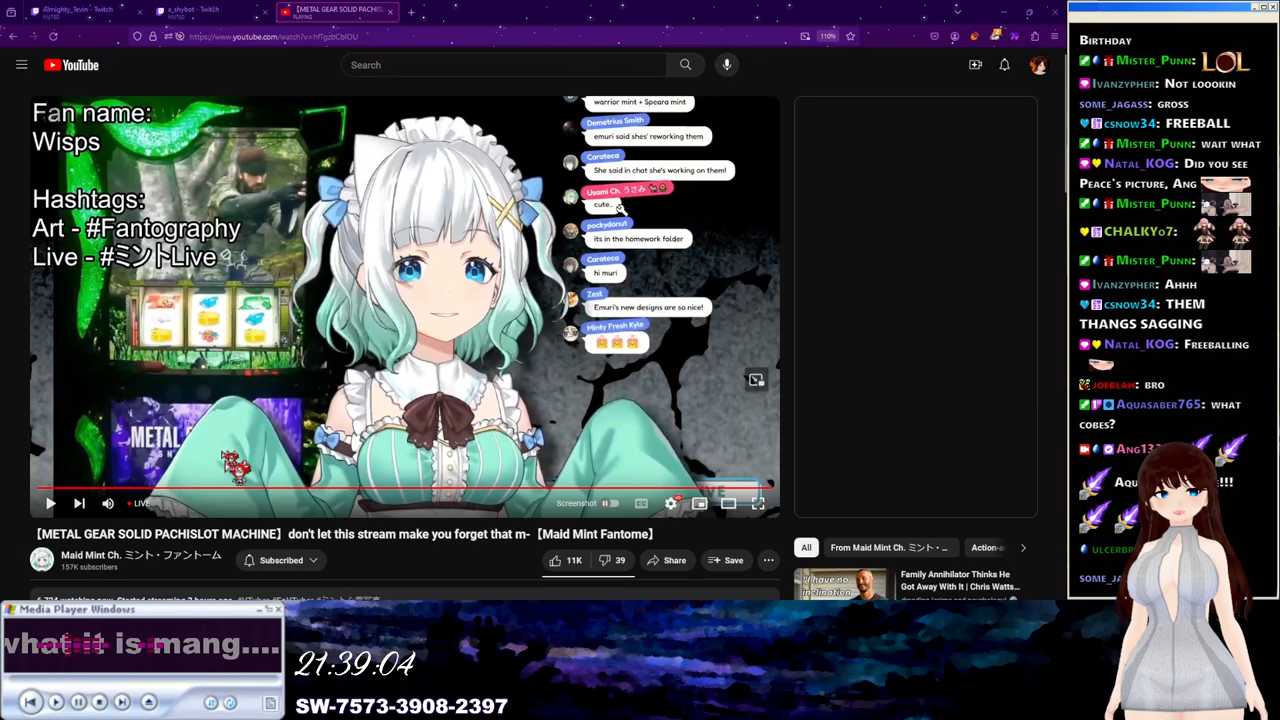 Almighty_Tevin - Twitch
MUTED
a_shybot - Twitch
MUTED
【METAL GEAR SOLID PACHIS
PLAYING
110%
YouTube
Search
Fan name:
Wisps
Hashtags:
Art - #Fantography
Live - #ミントLive
warrior mint + Speara mint
Demetrius Smith
emuri said shes' reworking them
Carateca
She said in chat she's working on them!
Usami Ch. うさみ
cute..
pockydonut
its in the homework folder
Carateca
hi muri
Zest
Emuri's new designs are so nice!
Minty Fresh Kyle
METAL
LIVE
Screenshot
HD
【METAL GEAR SOLID PACHISLOT MACHINE】don't let this stream make you forget that m-【Maid Mint Fantome】
Maid Mint Ch. ミント・ファントーム
157K subscribers
Subscribed
11K
39
Share
Save
All
From Maid Mint Ch. ミント・...
Action-
"I have no
inclination
Family Annihilator Thinks He
Got Away With It | Chris Watts...
Media Player Windows
what it is mang....
21:39:04
SW-7573-3908-2397
Birthday
Mister_Punn: LOL
Ivanzypher: Not lookin
some_jagass: gross
csnow34: FREEBALL
Mister_Punn: wait what
Natal_KOG: Did you see
Pece's picture, Ang
Mister_Punn:
Chalky07:
Mister_Punn:
Ivanzypher: Ahhh
csnow34: THEM
THANGS SAGGING
Natal_KOG: Freeballing
joeblah: bro
Aquasaber765: what
cobes?